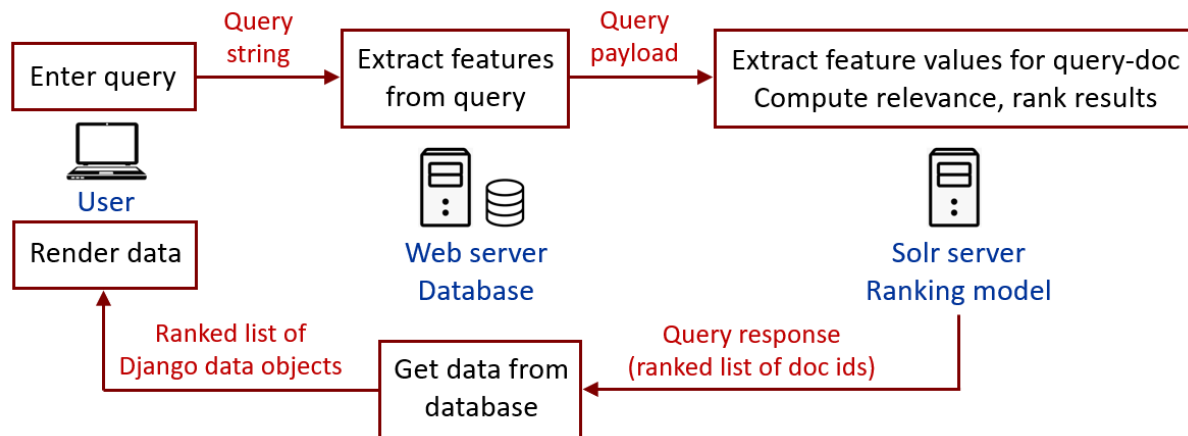 Query
string
Query
payload
Enter query
Extract features
from query
Extract feature values for query-doc
Compute relevance, rank results
User
Web server
Database
Solr server
Ranking model
Render data
Ranked list of
Django data objects
Get data from
database
Query response
(ranked list of doc ids)